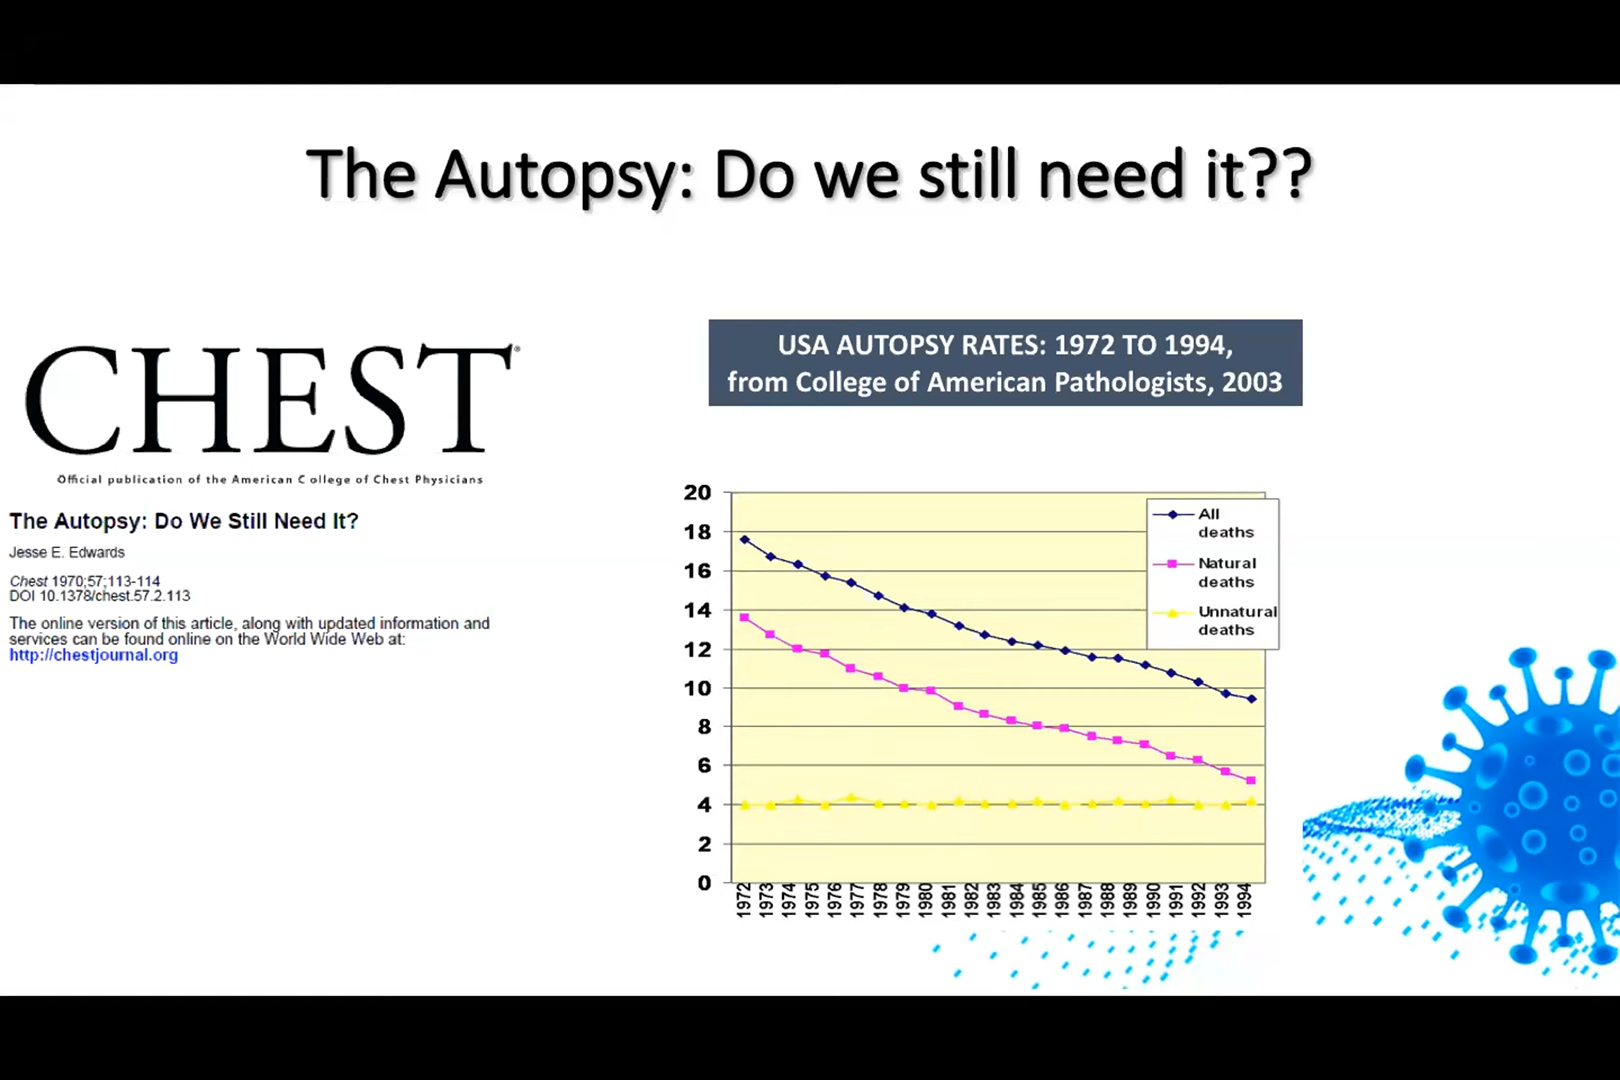 The Autopsy: Do we still need it??
CHEST®
Official publication of the American C ollege of Chest Physicians
The Autopsy: Do We Still Need It?
Jesse E. Edwards
Chest 1970;57;113-114
DOI 10.1378/chest.57.2.113
The online version of this article, along with updated information and
services can be found online on the World Wide Web at:
http://chestjournal.org
USA AUTOPSY RATES: 1972 TO 1994,
from College of American Pathologists, 2003
20
18
16
14
12
10
8
6
4
2
0
All
deaths
Natural
deaths
Unnatural
deaths
1972
1973
1974
1975
1976
1977
1978
1979
1980
1981
1982
1983
1984
1985
1986
1987
1988
1989
1990
1991
1992
1993
1994